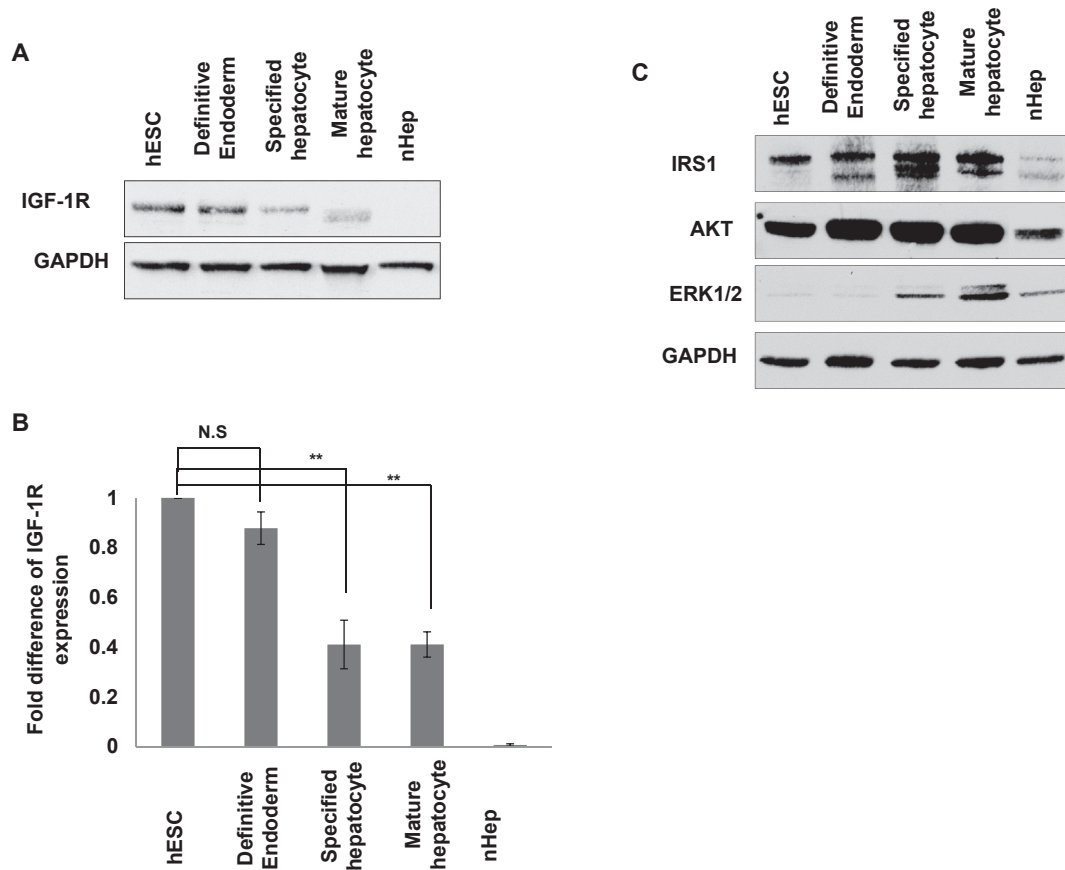 A
hESC
Definitive
Endoderm
Specified
hepatocyte
Mature
hepatocyte
nHep
IGF-1R
GAPDH
B
N.S
**
**
Fold difference of IGF-1R
expression
1
0.8
0.6
0.4
0.2
0
hESC
Definitive
Endoderm
Specified
hepatocyte
Mature
hepatocyte
nHep
C
hESC
Definitive
Endoderm
Specified
hepatocyte
Mature
hepatocyte
nHep
IRS1
AKT
ERK1/2
GAPDH